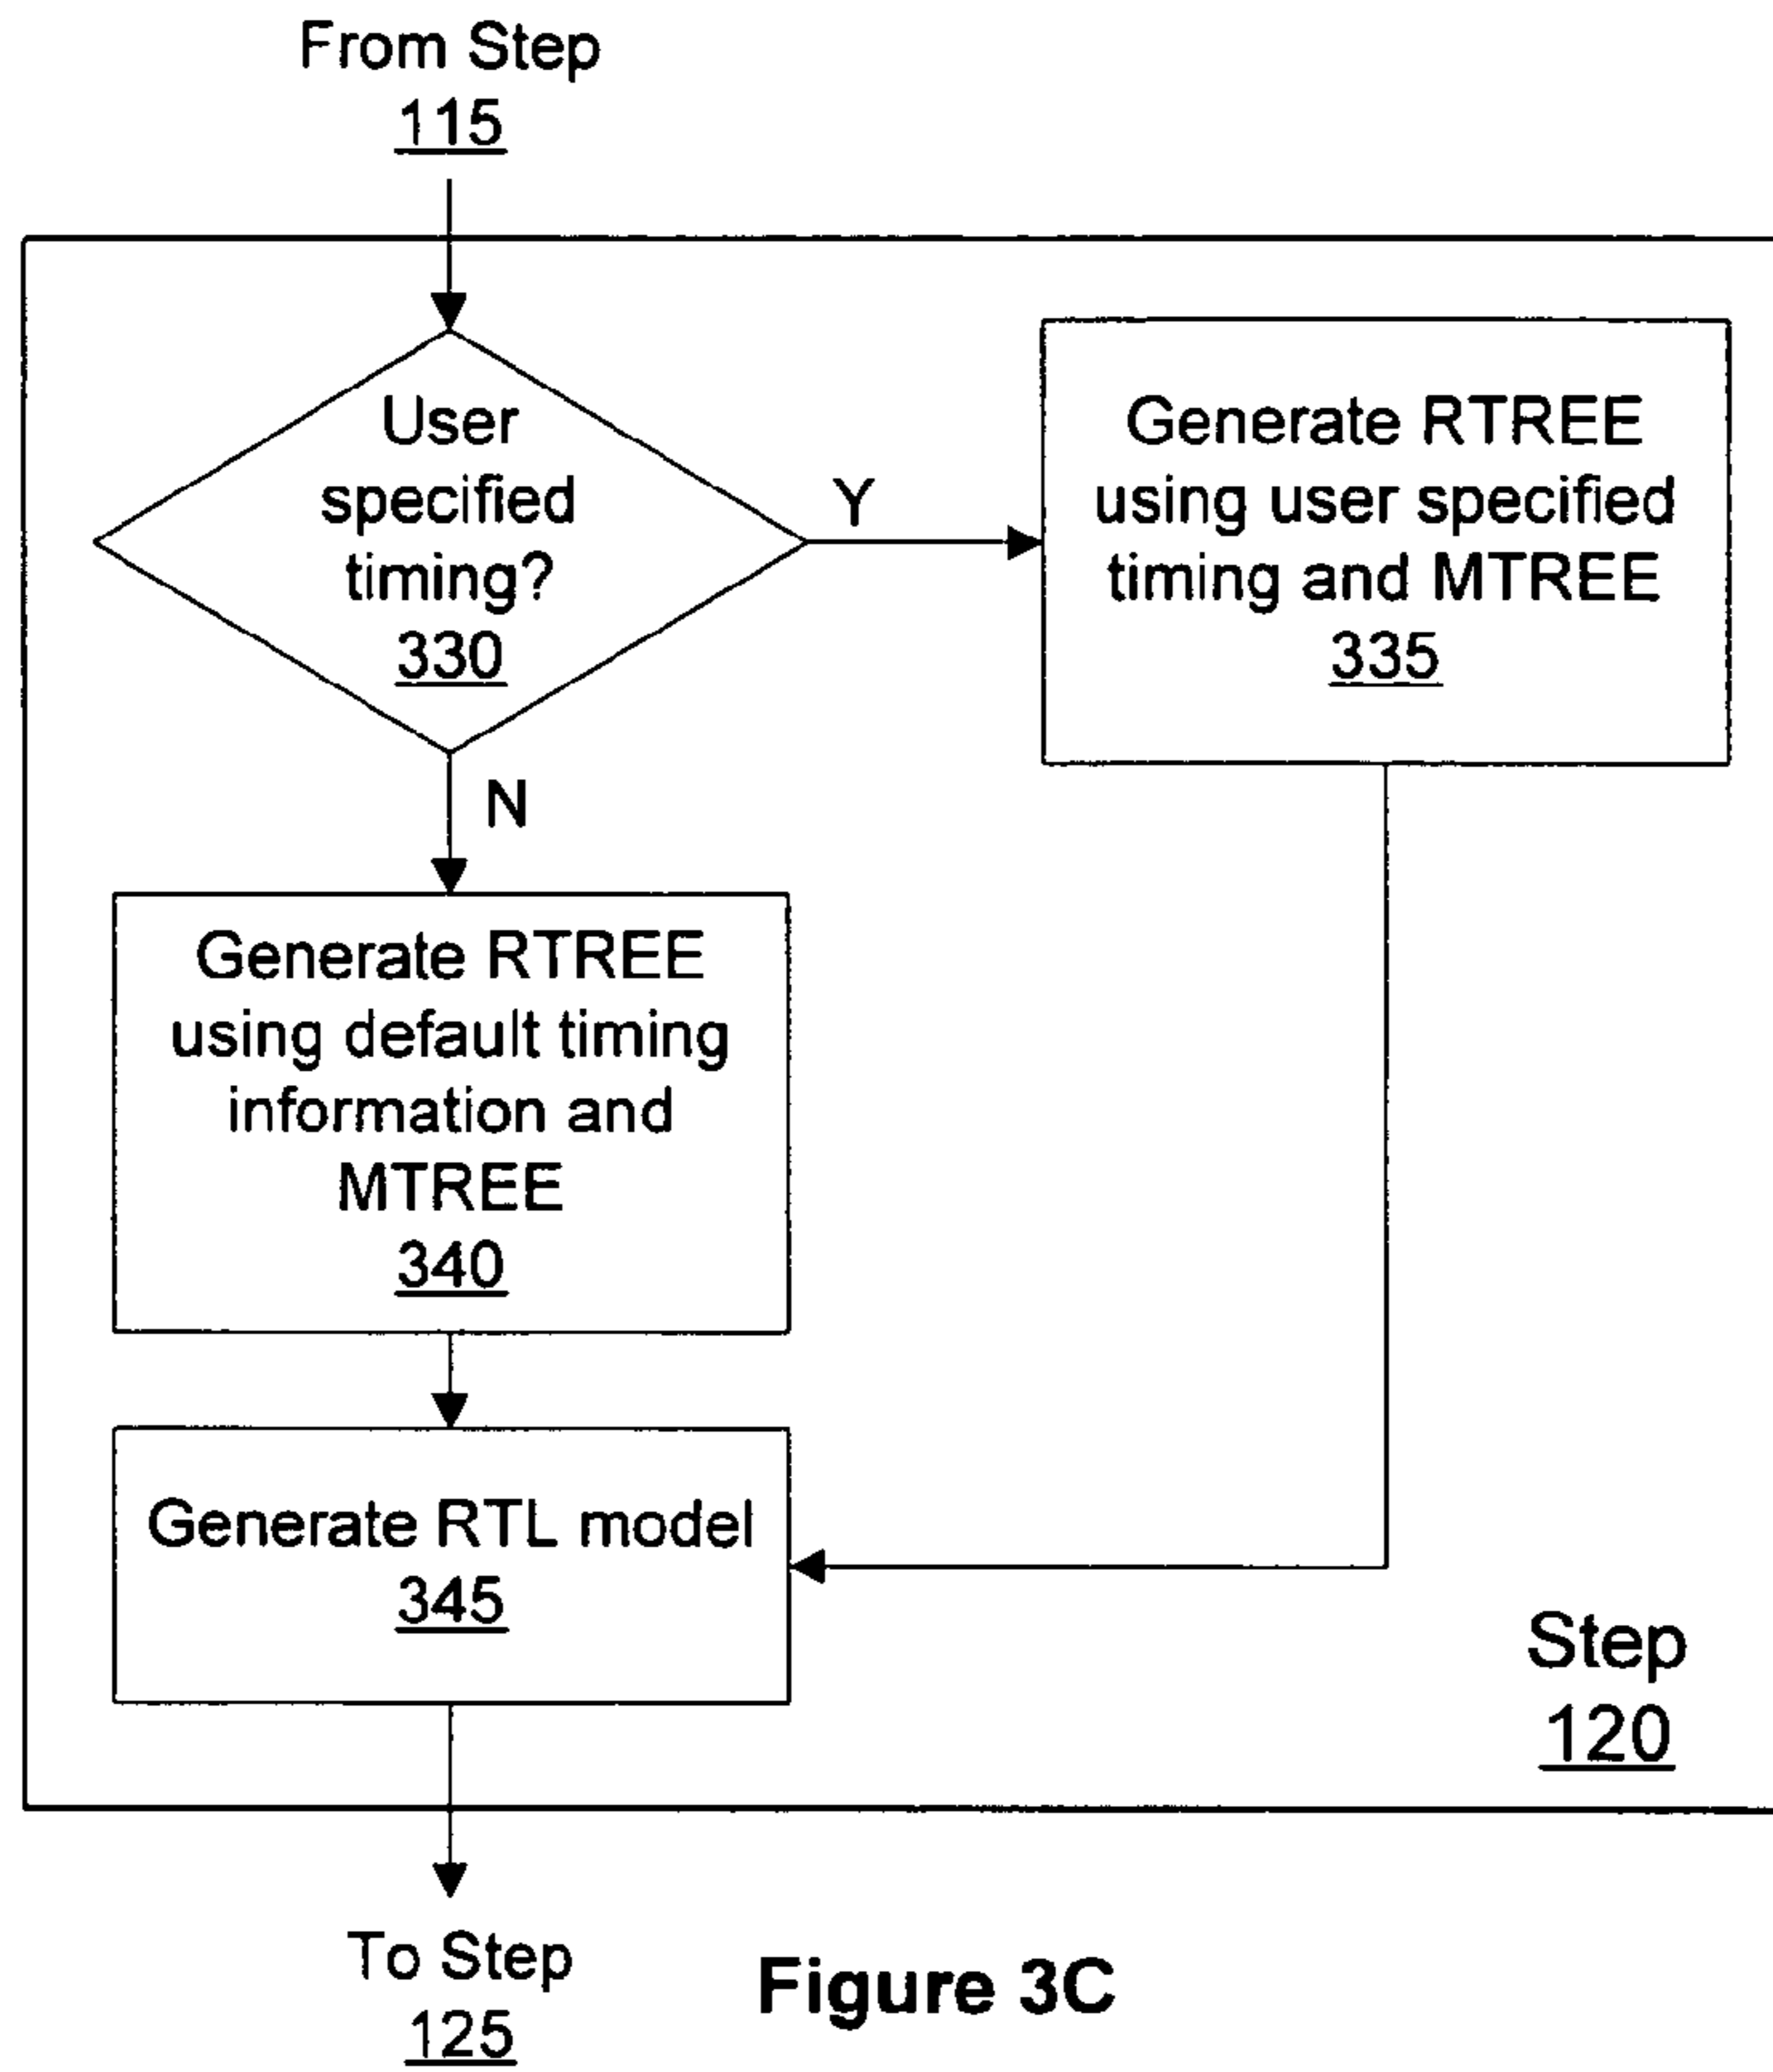 From Step
115
User
specified
timing?
330
Y
Generate RTREE
using user specified
timing and MTREE
335
N
Generate RTREE
using default timing
information and
MTREE
340
Generate RTL model
345
Step
120
To Step
125
Figure 3C